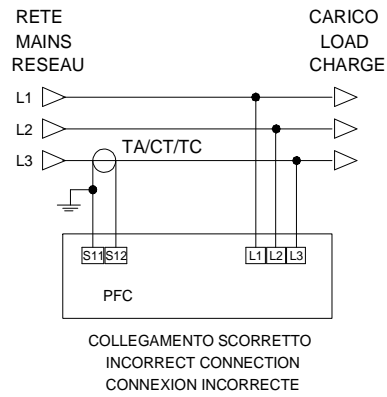 RETE CARICO
MAINS LOAD
RESEAU CHARGE
L1
L2
TA/CT/TC
L3
S11 S12 L1 L2 L3
PFC
COLLEGAMENTO SCORRETTO
INCORRECT CONNECTION
CONNEXION INCORRECTE